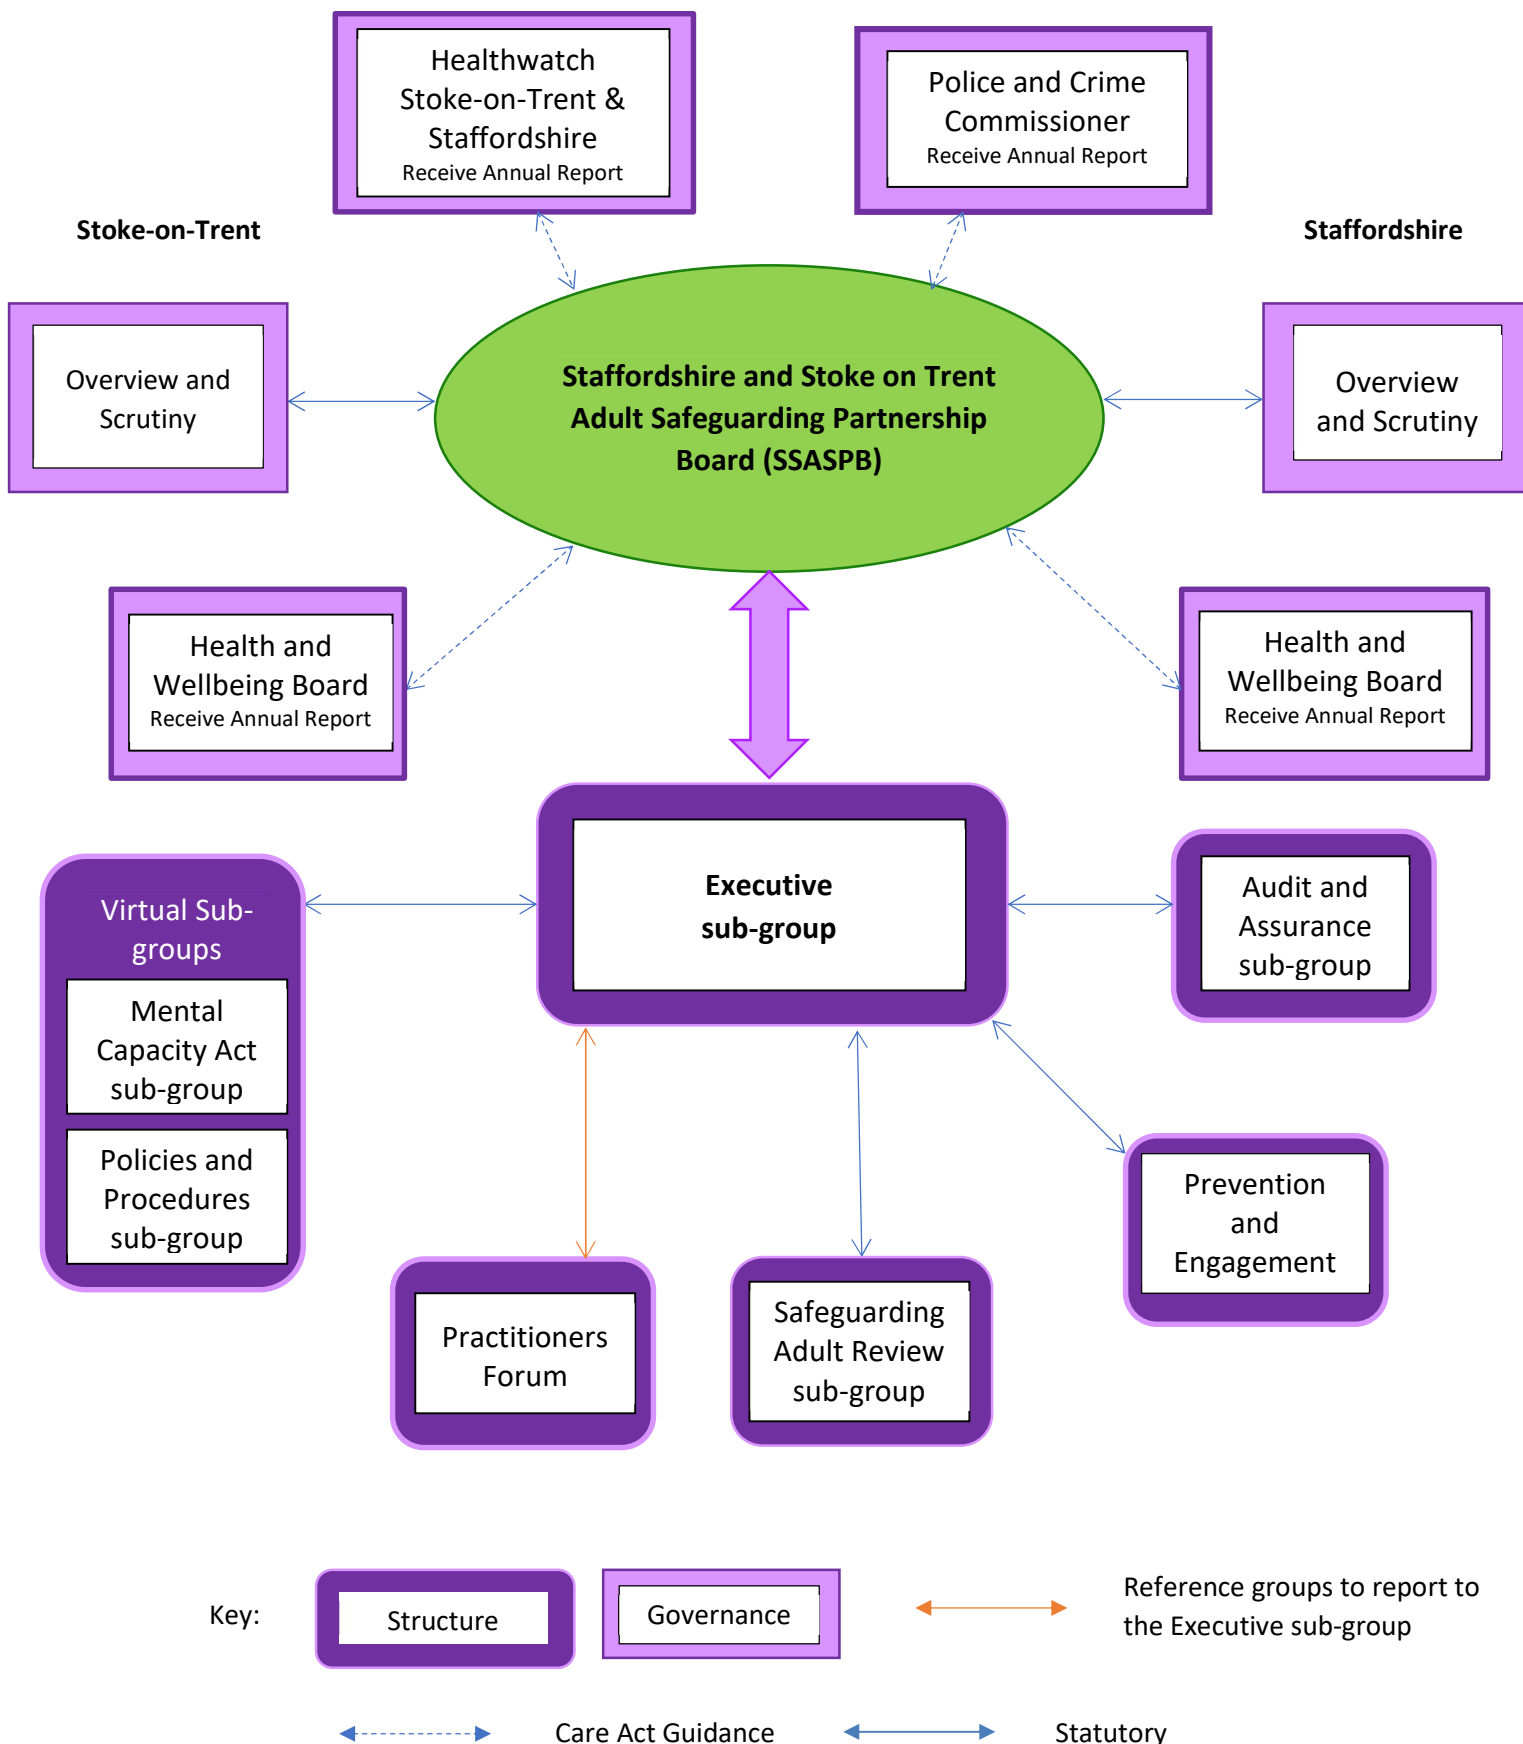 Healthwatch
Stoke-on-Trent &
Staffordshire
Receive Annual Report
Police and Crime
Commissioner
Receive Annual Report
Stoke-on-Trent
Staffordshire
Overview and
Scrutiny
Staffordshire and Stoke on Trent
Adult Safeguarding Partnership
Board (SSASPB)
Overview
and Scrutiny
Health and
Wellbeing Board
Receive Annual Report
Health and
Wellbeing Board
Receive Annual Report
Executive
sub-group
Virtual Sub-
groups
Mental
Capacity Act
sub-group
Policies and
Procedures
sub-group
Audit and
Assurance
sub-group
Prevention
and
Engagement
Practitioners
Forum
Safeguarding
Adult Review
sub-group
Key:
Structure
Governance
Reference groups to report to
the Executive sub-group
Care Act Guidance
Statutory